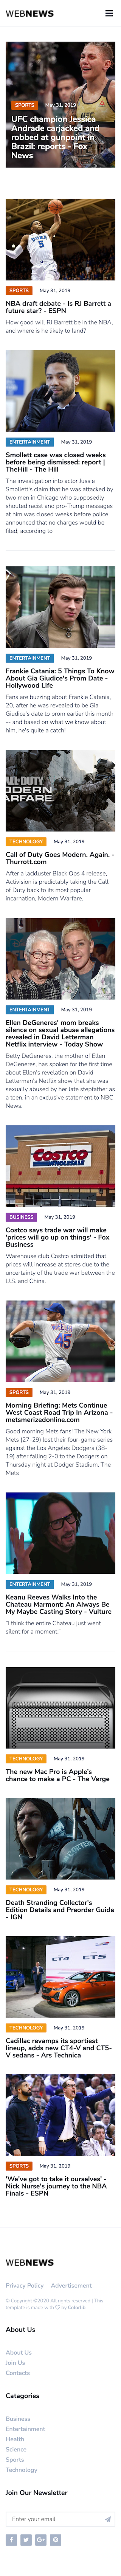 WEBNEWS
SPORTS May 31, 2019
UFC champion Jessica
Andrade carjacked and
robbed at gunpoint in
Brazil: reports - Fox
News
DUKE
5
SPORTS May 31, 2019
NBA draft debate - Is RJ Barrett a
future star? - ESPN
How good will RJ Barrett be in the NBA,
and where is he likely to land?
ENTERTAINMENT May 31, 2019
Smollett case was closed weeks
before being dismissed: report |
TheHill - The Hill
The investigation into actor Jussie
Smollett's claim that he was attacked by
two men in Chicago who supposedly
shouted racist and pro-Trump messages
at him was closed weeks before police
announced that no charges would be
filed, according to
ENTERTAINMENT May 31, 2019
Frankie Catania: 5 Things To Know
About Gia Giudice's Prom Date -
Hollywood Life
Fans are buzzing about Frankie Catania,
20, after he was revealed to be Gia
Giudice's date to prom earlier this month
— and based on what we know about
him, he's quite a catch!
CALL OF DUTY
MODERN
WARFARE
TECHNOLOGY May 31, 2019
Call of Duty Goes Modern. Again. -
Thurrott.com
After a lackluster Black Ops 4 release,
Activision is predictably taking the Call
of Duty back to its most popular
incarnation, Modern Warfare.
ENTERTAINMENT May 31, 2019
Ellen DeGeneres' mom breaks
silence on sexual abuse allegations
revealed in David Letterman
Netflix interview - Today Show
Betty DeGeneres, the mother of Ellen
DeGeneres, has spoken for the first time
about Ellen's revelation on David
Letterman's Netflix show that she was
sexually abused by her late stepfather as
a teen, in an exclusive statement to NBC
News.
COSTCO
WHOLESALE
BUSINESS May 31, 2019
Costco says trade war will make
'prices will go up on things' - Fox
Business
Warehouse club Costco admitted that
prices will increase at stores due to the
uncertainty of the trade war between the
U.S. and China.
45
SPORTS May 31, 2019
Morning Briefing: Mets Continue
West Coast Road Trip In Arizona -
metsmerizedonline.com
Good morning Mets fans! The New York
Mets (27-29) lost their four-game series
against the Los Angeles Dodgers (38-
19) after falling 2-0 to the Dodgers on
Thursday night at Dodger Stadium. The
Mets
ENTERTAINMENT May 31, 2019
Keanu Reeves Walks Into the
Chateau Marmont: An Always Be
My Maybe Casting Story - Vulture
“I think the entire Chateau just went
silent for a moment.”
TECHNOLOGY May 31, 2019
The new Mac Pro is Apple's
chance to make a PC - The Verge
TECHNOLOGY May 31, 2019
Death Stranding Collector's
Edition Details and Preorder Guide
- IGN
CT4 CT5
TECHNOLOGY May 31, 2019
Cadillac revamps its sportiest
lineup, adds new CT4-V and CT5-
V sedans - Ars Technica
SPORTS May 31, 2019
'We've got to take it ourselves' -
Nick Nurse's journey to the NBA
Finals - ESPN
WEBNEWS
Privacy Policy Advertisement
© Copyright ©2020 All rights reserved | This
template is made with by Colorlib
About Us
About Us
Join Us
Contacts
Catagories
Business
Entertainment
Health
Science
Sports
Technology
Join Our Newsletter
Enter your email